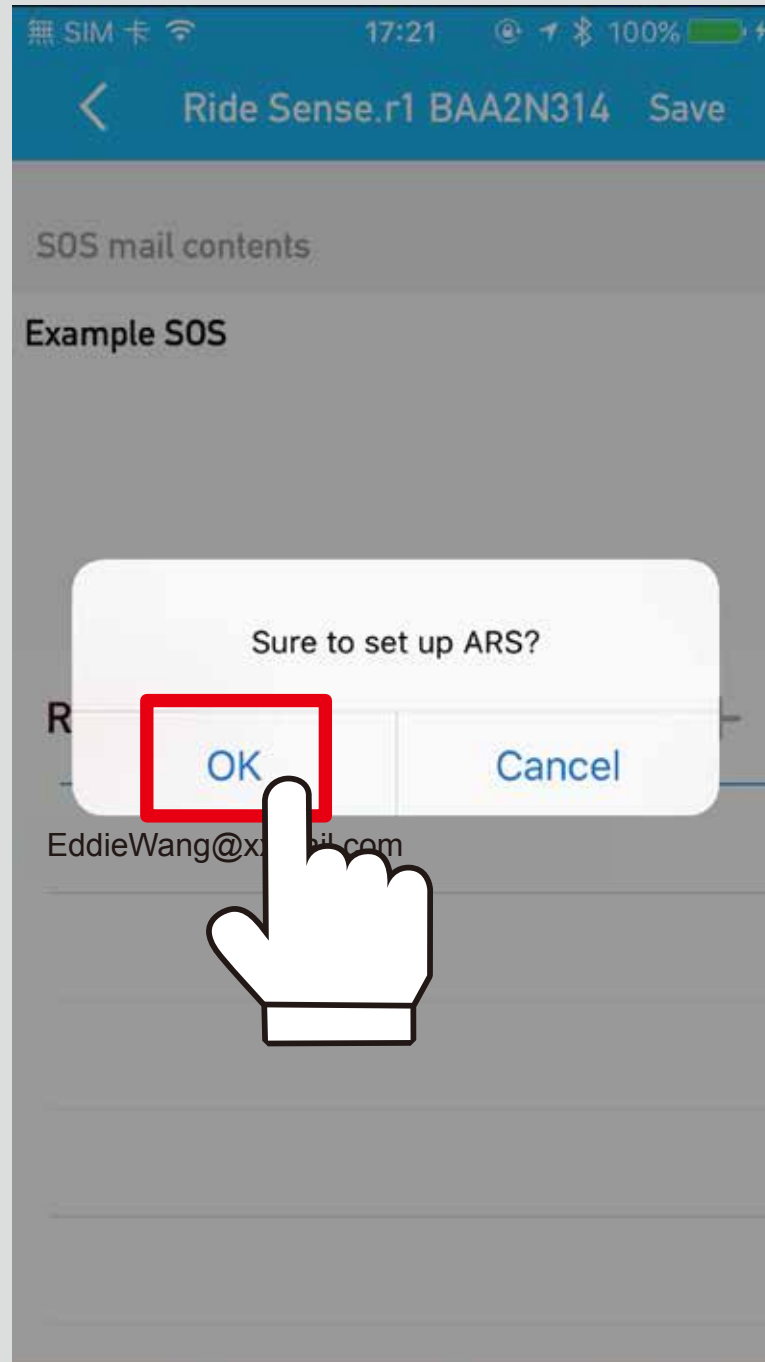 無 SIM 卡 17:21 100%
Ride Sense.r1 BAA2N314 Save
SOS mail contents
Example SOS
Sure to set up ARS?
R
OK Cancel